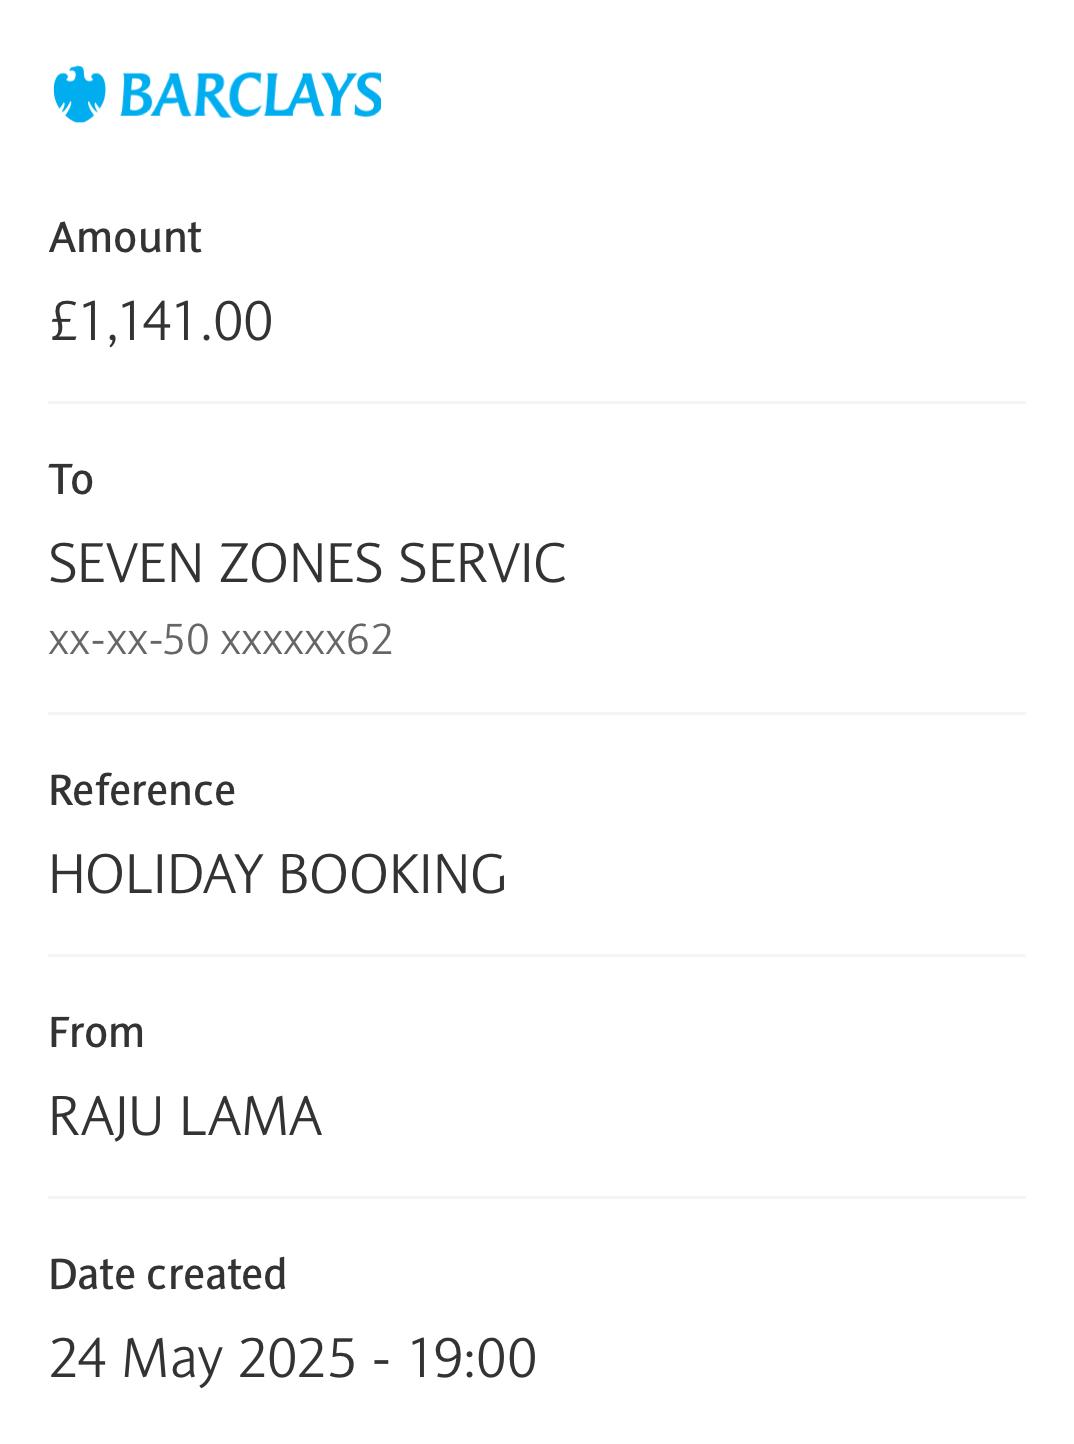 BARCLAYS
Amount
£1,141.00
To
SEVEN ZONES SERVIC
xx-xx-50 xxxxxx62
Reference
HOLIDAY BOOKING
From
RAJU LAMA
Date created
24 May 2025 - 19:00